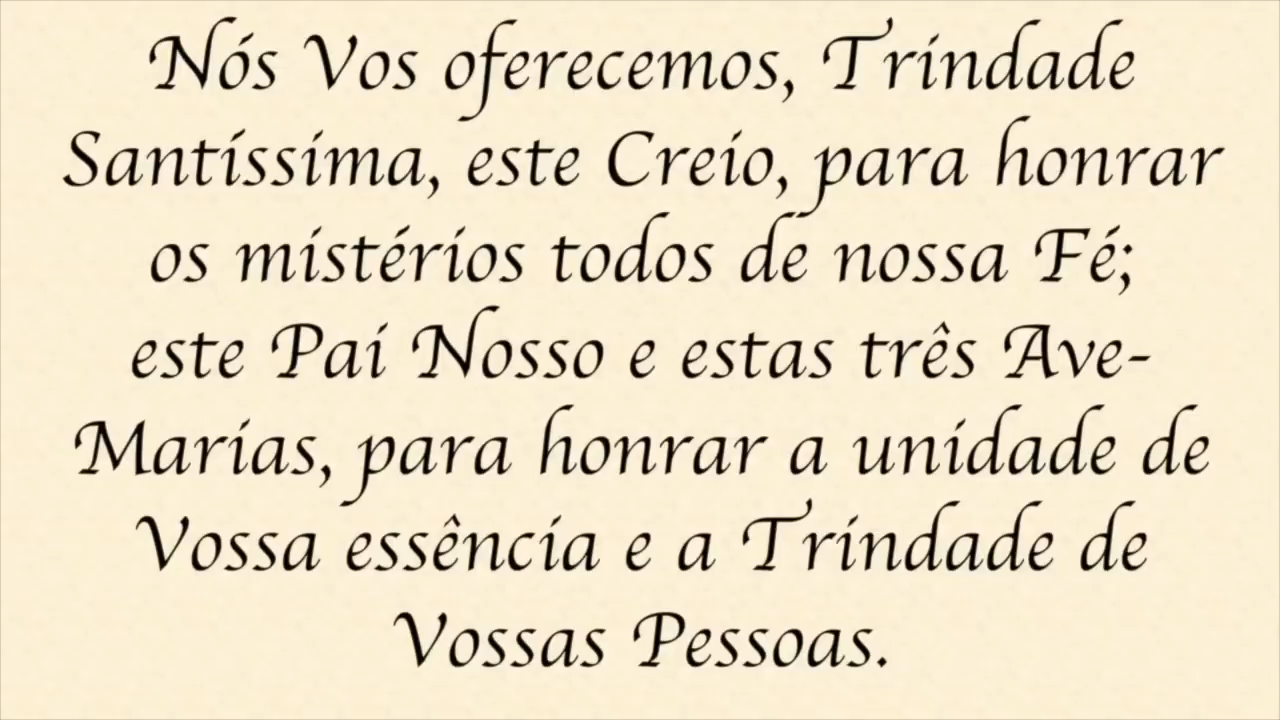 Nós Vos oferecemos, Trindade
Santíssima, este Creio, para honrar
os mistérios todos de nossa Fé;
este Pai Nosso e estas três Ave-
Marias, para honrar a unidade de
Vossa essência e a Trindade de
Vossas Pessoas.